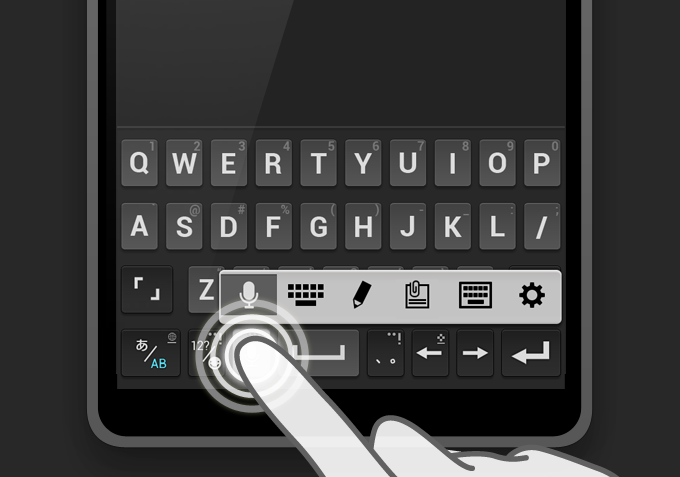 1 2 3 4 5 6 7 8 9 0
Q W E R T Y U I O P
@ # % ( ) - _ : ;
A S D F G H J K L /
「 」 Z
あ/AB 12? 、。 ← → ↵